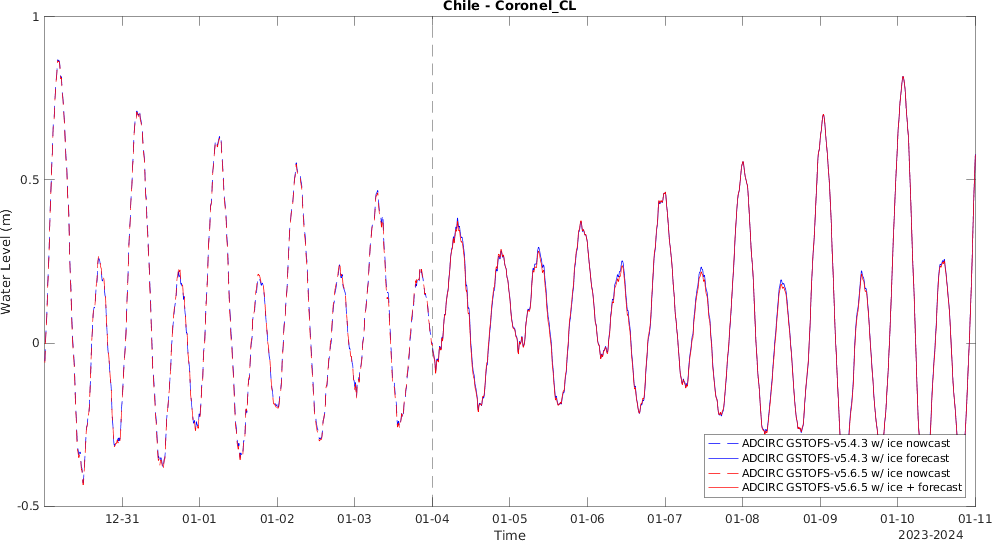 Chile - Coronel_CL
1
0.5
0
-0.5
Water Level (m)
12-31 01-01 01-02 01-03 01-04 01-05 01-06 01-07 01-08 01-09 01-10 01-11
Time
2023-2024
ADCIRC GSTOFS-v5.4.3 w/ ice nowcast
ADCIRC GSTOFS-v5.4.3 w/ ice forecast
ADCIRC GSTOFS-v5.6.5 w/ ice nowcast
ADCIRC GSTOFS-v5.6.5 w/ ice + forecast